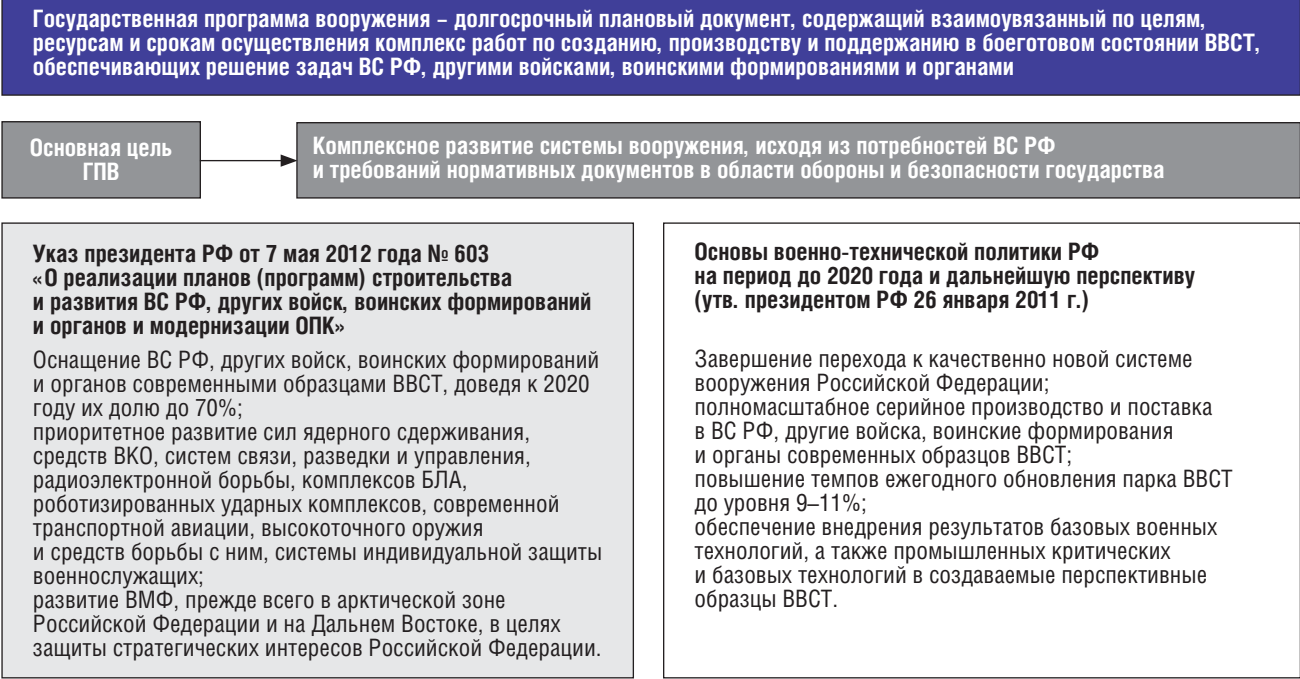 Государственная программа вооружения – долгосрочный плановый документ, содержащий взаимоувязанный по целям,
ресурсам и срокам осуществления комплекс работ по созданию, производству и поддержанию в боеготовом состоянии ВВСТ,
обеспечивающих решение задач ВС РФ, другими войсками, воинскими формированиями и органами
Основная цель
ГПВ
Комплексное развитие системы вооружения, исходя из потребностей ВС РФ
и требований нормативных документов в области обороны и безопасности государства
Указ президента РФ от 7 мая 2012 года № 603
«О реализации планов (программ) строительства
и развития ВС РФ, других войск, воинских формирований
и органов и модернизации ОПК»
Оснащение ВС РФ, других войск, воинских формирований
и органов современными образцами ВВСТ, доведя к 2020
году их долю до 70%;
приоритетное развитие сил ядерного сдерживания,
средств ВКО, систем связи, разведки и управления,
радиоэлектронной борьбы, комплексов БЛА,
роботизированных ударных комплексов, современной
транспортной авиации, высокоточного оружия
и средств борьбы с ним, системы индивидуальной защиты
военнослужащих;
развитие ВМФ, прежде всего в арктической зоне
Российской Федерации и на Дальнем Востоке, в целях
защиты стратегических интересов Российской Федерации.
Основы военно-технической политики РФ
на период до 2020 года и дальнейшую перспективу
(утв. президентом РФ 26 января 2011 г.)
Завершение перехода к качественно новой системе
вооружения Российской Федерации;
полномасштабное серийное производство и поставка
в ВС РФ, другие войска, воинские формирования
и органы современных образцов ВВСТ;
повышение темпов ежегодного обновления парка ВВСТ
до уровня 9–11%;
обеспечение внедрения результатов базовых военных
технологий, а также промышленных критических
и базовых технологий в создаваемые перспективные
образцы ВВСТ.